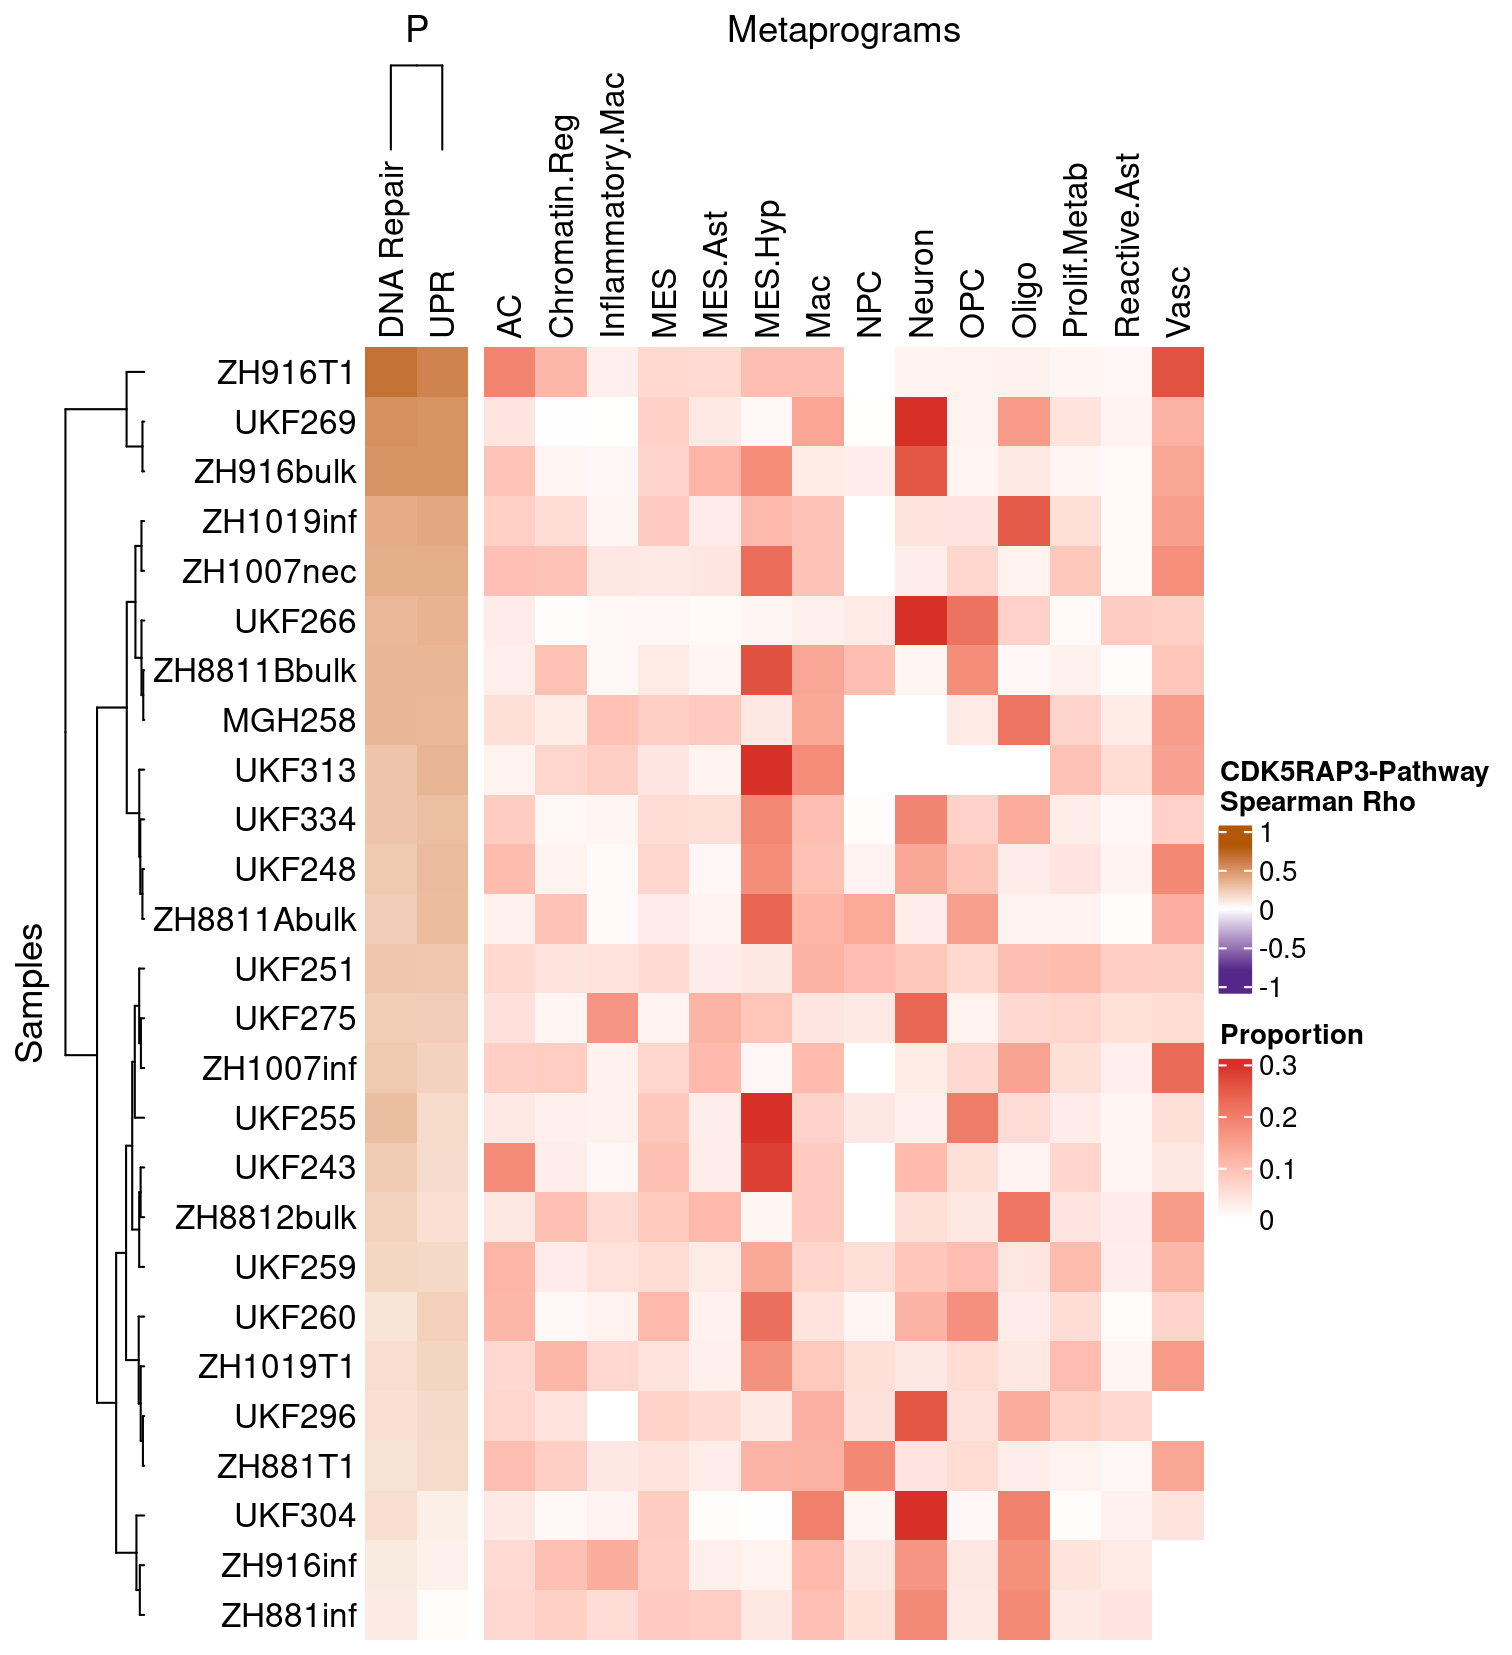 P
Metaprograms
DNA Repair
UPR
AC
Chromatin.Reg
Inflammatory.Mac
MES
MES.Ast
MES.Hyp
Mac
NPC
Neuron
OPC
Oligo
Prolif.Metab
Reactive.Ast
Vasc
Samples
ZH916T1
UKF269
ZH916bulk
ZH1019inf
ZH1007nec
UKF266
ZH8811Bbulk
MGH258
UKF313
UKF334
UKF248
ZH8811Abulk
UKF251
UKF275
ZH1007inf
UKF255
UKF243
ZH8812bulk
UKF259
UKF260
ZH1019T1
UKF296
ZH881T1
UKF304
ZH916inf
ZH881inf
CDK5RAP3-Pathway
Spearman Rho
1
0.5
0
-0.5
-1
Proportion
0.3
0.2
0.1
0